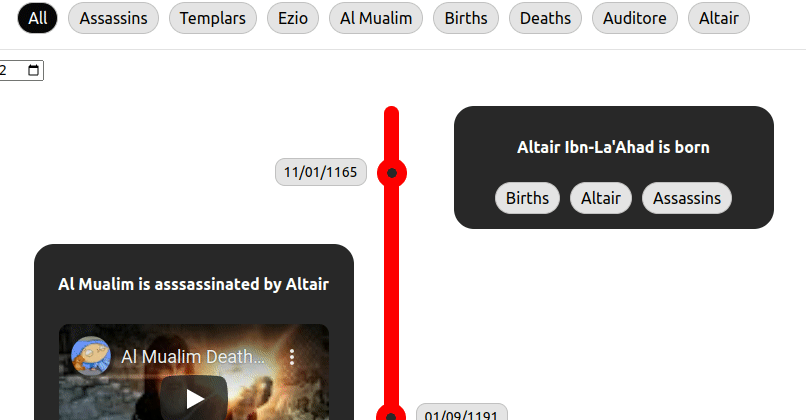 All Assassins Templars Ezio Al Mualim Births Deaths Auditore Altair
2
Altair Ibn-La'Ahad is born
11/01/1165
Births Altair Assassins
Al Mualim is asssassinated by Altair
Al Mualim Death...
01/09/1191